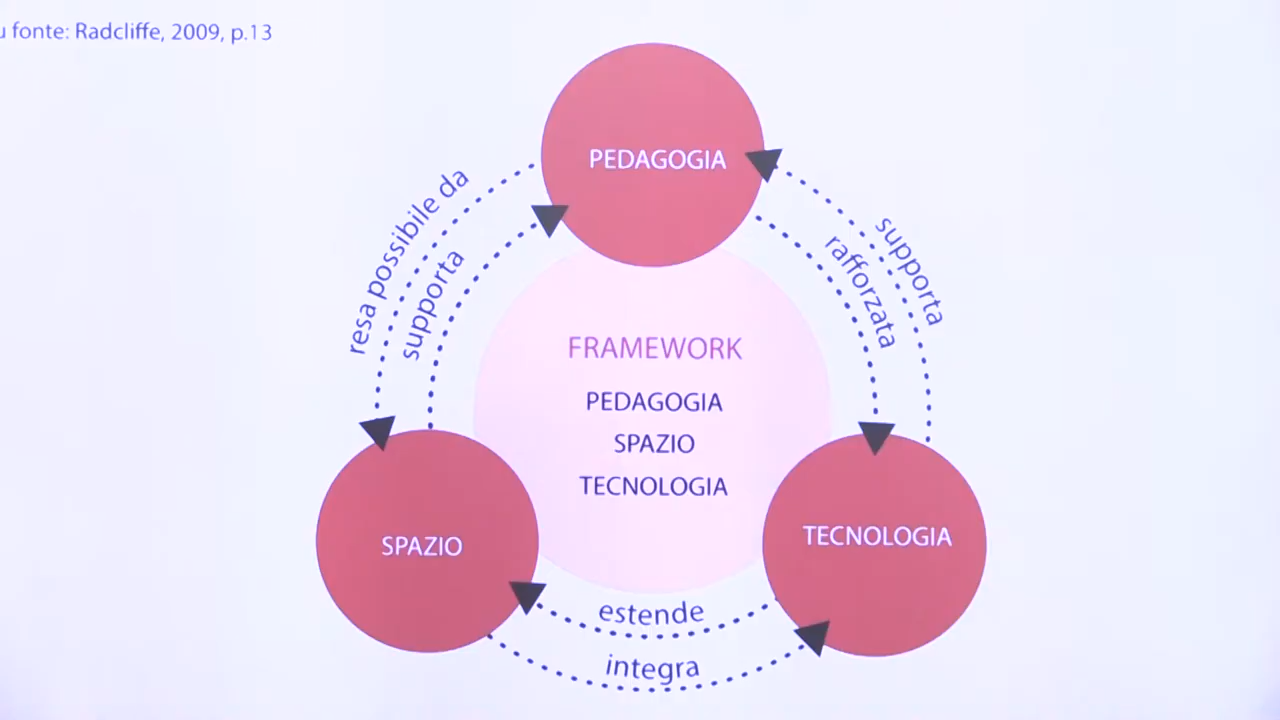 fonte: Radcliffe, 2009, p.13
PEDAGOGIA
resa possibile da
supporta
supporta
rafforzata
FRAMEWORK
PEDAGOGIA
SPAZIO
TECNOLOGIA
SPAZIO
TECNOLOGIA
estende
integra